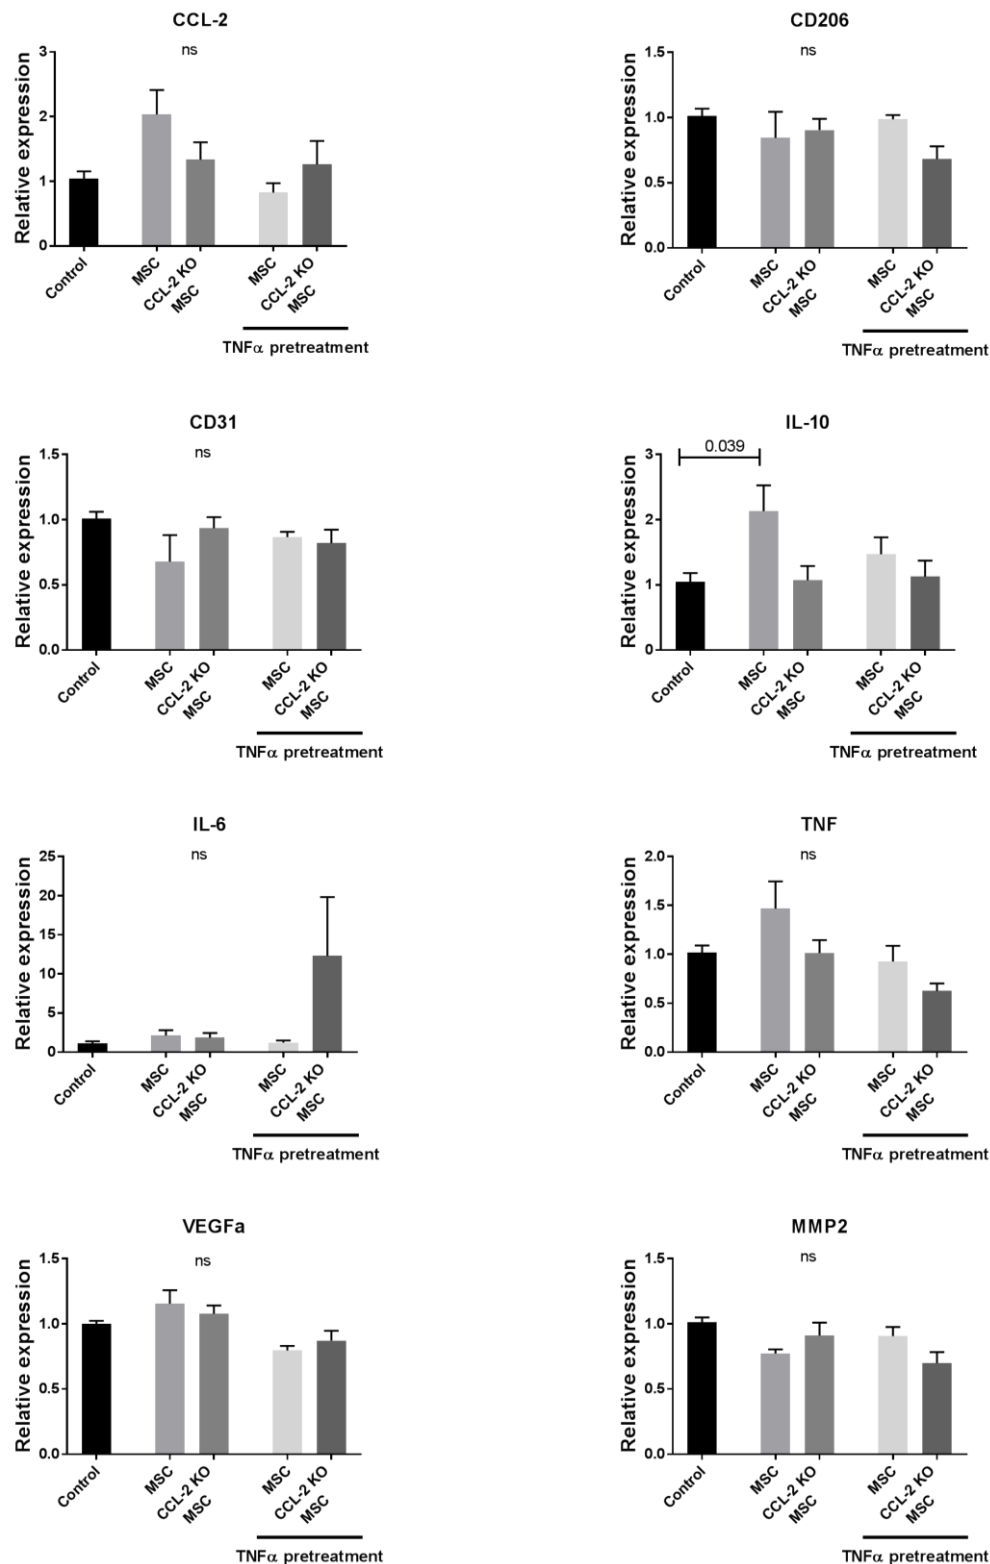 CCL-2
ns
Relative expression
3
2
1
0
Control
MSC
CCL-2 KO
MSC
MSC
CCL-2 KO
MSC
TNFα pretreatment
CD206
ns
Relative expression
1.5
1.0
0.5
0.0
Control
MSC
CCL-2 KO
MSC
MSC
CCL-2 KO
MSC
TNFα pretreatment
CD31
ns
Relative expression
1.5
1.0
0.5
0.0
Control
MSC
CCL-2 KO
MSC
MSC
CCL-2 KO
MSC
TNFα pretreatment
IL-10
0.039
Relative expression
3
2
1
0
Control
MSC
CCL-2 KO
MSC
MSC
CCL-2 KO
MSC
TNFα pretreatment
IL-6
ns
Relative expression
25
20
15
10
5
0
Control
MSC
CCL-2 KO
MSC
MSC
CCL-2 KO
MSC
TNFα pretreatment
TNF
ns
Relative expression
2.0
1.5
1.0
0.5
0.0
Control
MSC
CCL-2 KO
MSC
MSC
CCL-2 KO
MSC
TNFα pretreatment
VEGFa
ns
Relative expression
1.5
1.0
0.5
0.0
Control
MSC
CCL-2 KO
MSC
MSC
CCL-2 KO
MSC
TNFα pretreatment
MMP2
ns
Relative expression
1.5
1.0
0.5
0.0
Control
MSC
CCL-2 KO
MSC
MSC
CCL-2 KO
MSC
TNFα pretreatment